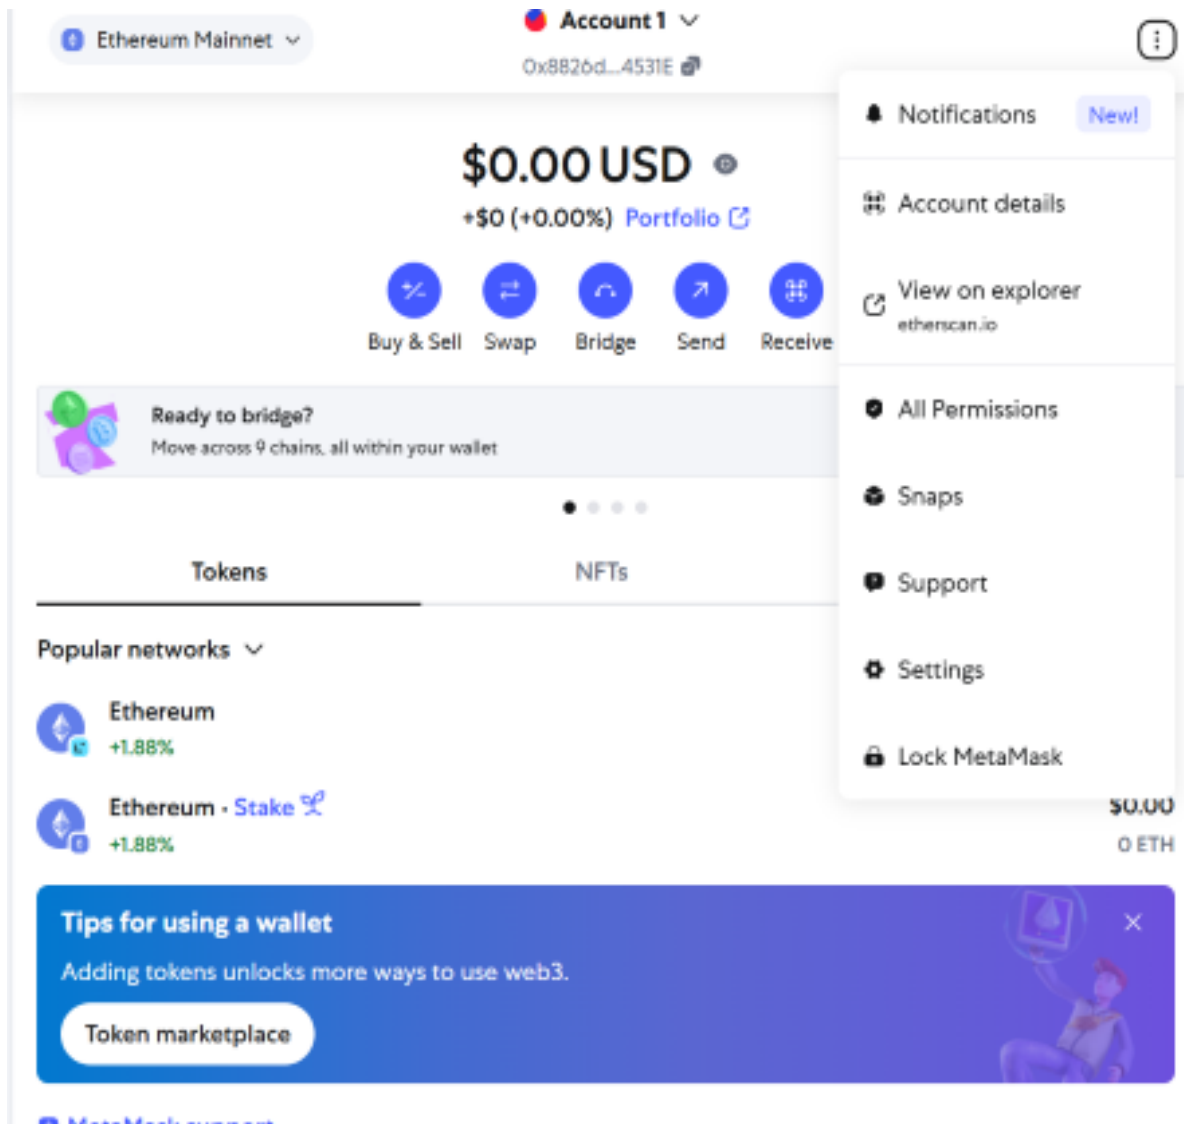 Ethereum Mainnet
Account 1
0x8826d...4531E
$0.00 USD
+$0 (+0.00%) Portfolio
Buy & Sell
Swap
Bridge
Send
Receive
Ready to bridge?
Move across 9 chains, all within your wallet
Tokens
NFTs
Popular networks
Ethereum
+1.88%
Ethereum • Stake
+1.88%
$0.00
0 ETH
Tips for using a wallet
Adding tokens unlocks more ways to use web3.
Token marketplace
MetaMask support
Notifications
New!
Account details
View on explorer
etherscan.io
All Permissions
Snaps
Support
Settings
Lock MetaMask